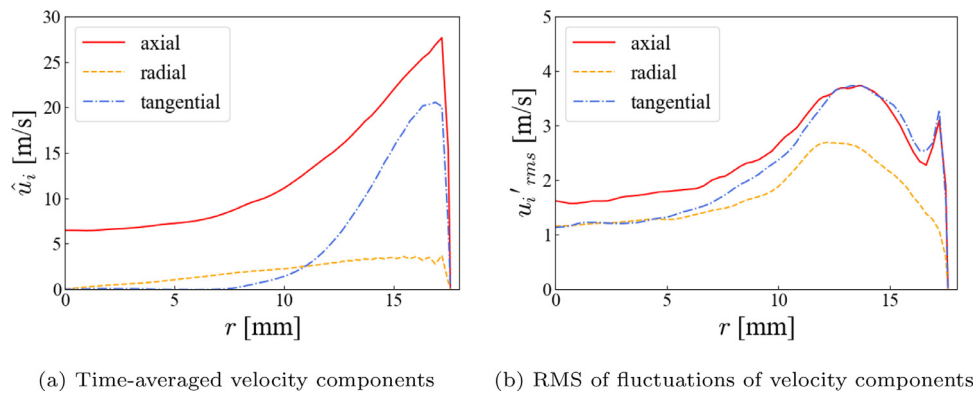 30
25
20
15
10
5
0
û_i [m/s]
axial
radial
tangential
0 5 10 15
r [mm]
(a) Time-averaged velocity components
5
4
3
2
1
0
u_i'_rms [m/s]
axial
radial
tangential
0 5 10 15
r [mm]
(b) RMS of fluctuations of velocity components